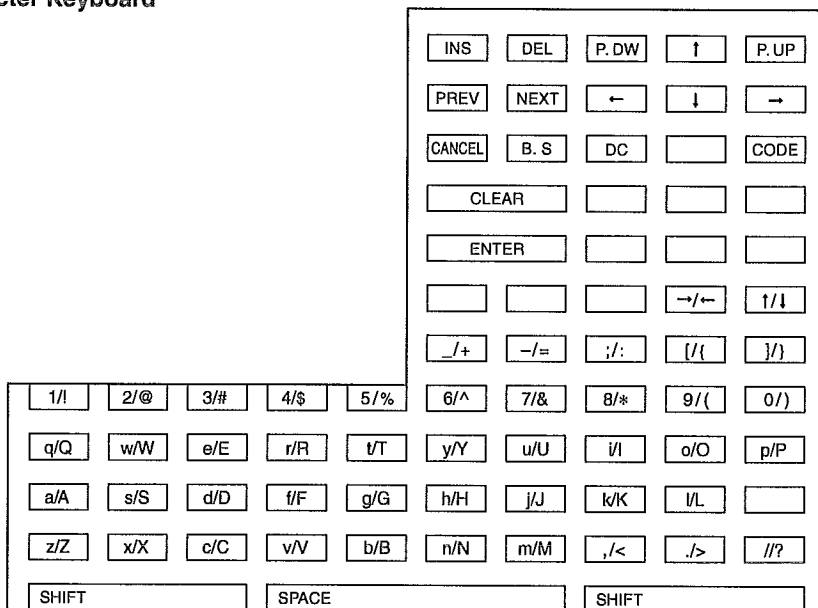 cter Keyboard
INS DEL P. DW ↑ P. UP
PREV NEXT ← ↓ →
CANCEL B. S DC CODE
CLEAR
ENTER
→/← ↑/↓
_/+ −/= ;/: [/{ ]/}
1/! 2/@ 3/# 4/$ 5/% 6/^ 7/& 8/* 9/( 0/)
q/Q w/W e/E r/R t/T y/Y u/U i/I o/O p/P
a/A s/S d/D f/F g/G h/H j/J k/K l/L
z/Z x/X c/C v/V b/B n/N m/M ,/< ./> //?
SHIFT SPACE SHIFT